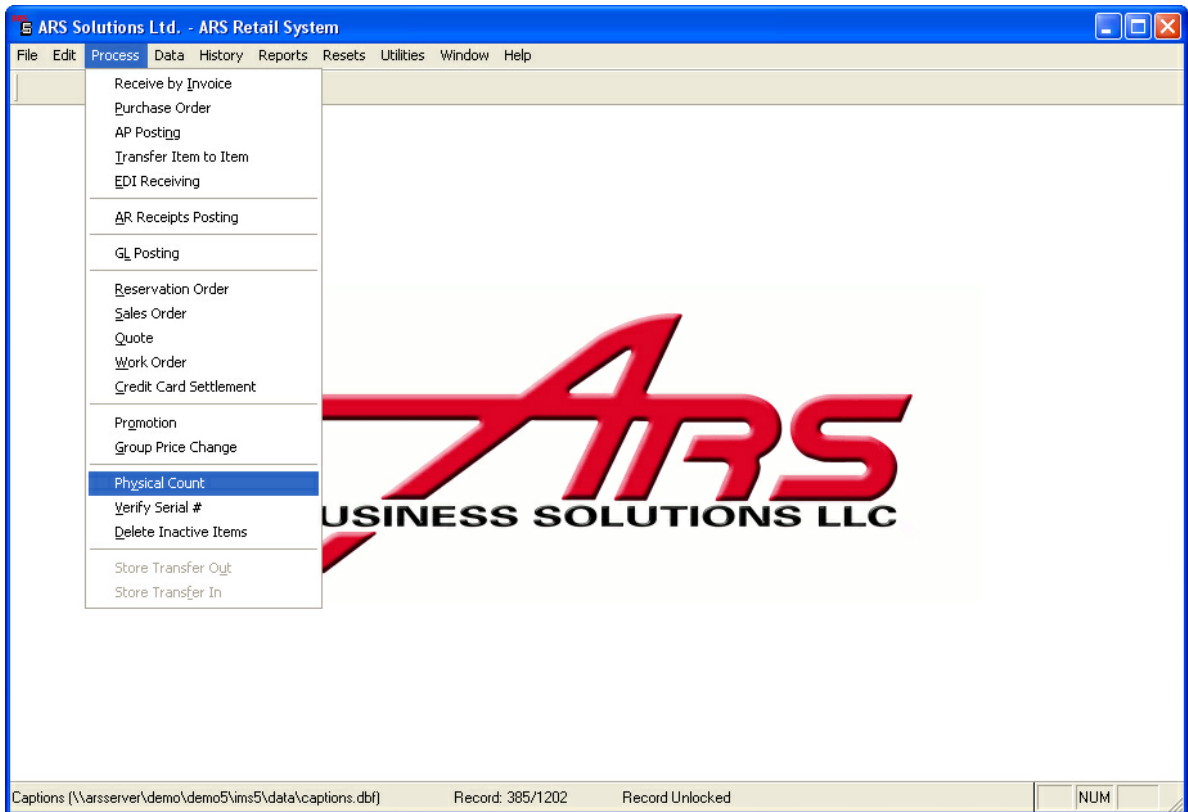 ARS Solutions Ltd. - ARS Retail System
File Edit Process Data History Reports Resets Utilities Window Help
Receive by Invoice
Purchase Order
AP Posting
Transfer Item to Item
EDI Receiving
AR Receipts Posting
GL Posting
Reservation Order
Sales Order
Quote
Work Order
Credit Card Settlement
Promotion
Group Price Change
Physical Count
Verify Serial #
Delete Inactive Items
Store Transfer Out
Store Transfer In
ARS
USINESS SOLUTIONS LLC
Captions (\\arsserver\demo\demo5\ims5\data\captions.dbf) Record: 385/1202 Record Unlocked NUM